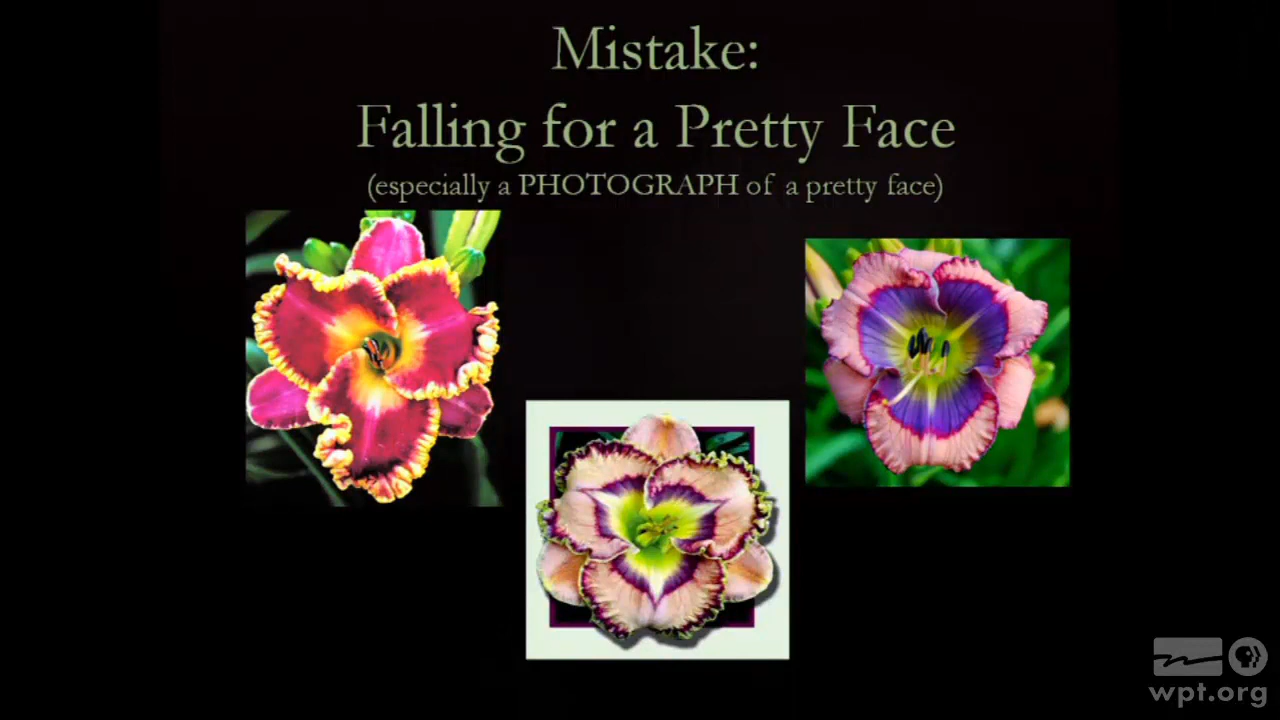 Mistake:
Falling for a Pretty Face
(especially a PHOTOGRAPH of a pretty face)
wpt.org